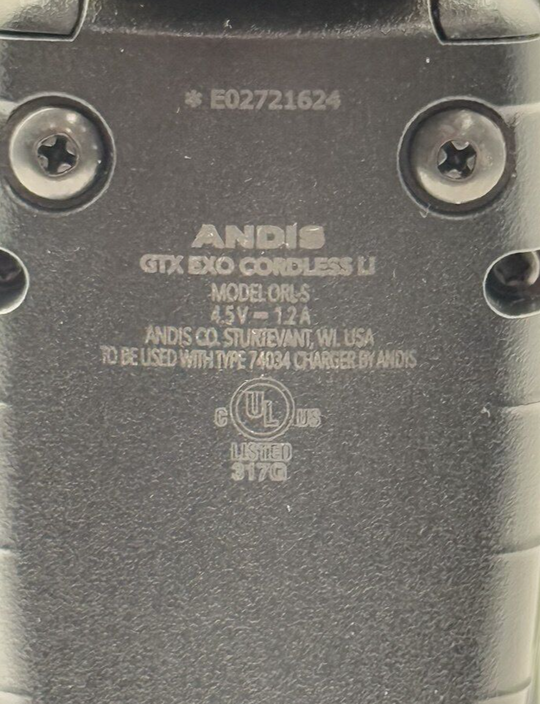 * E02721624
ANDIS
GTX EXO CORDLESS LI
MODEL ORL-S
4.5V ⎓ 1.2 A
ANDIS CO. STURTEVANT, WI, USA
TO BE USED WITH TYPE 74034 CHARGER BY ANDIS
C UL US
LISTED
317G